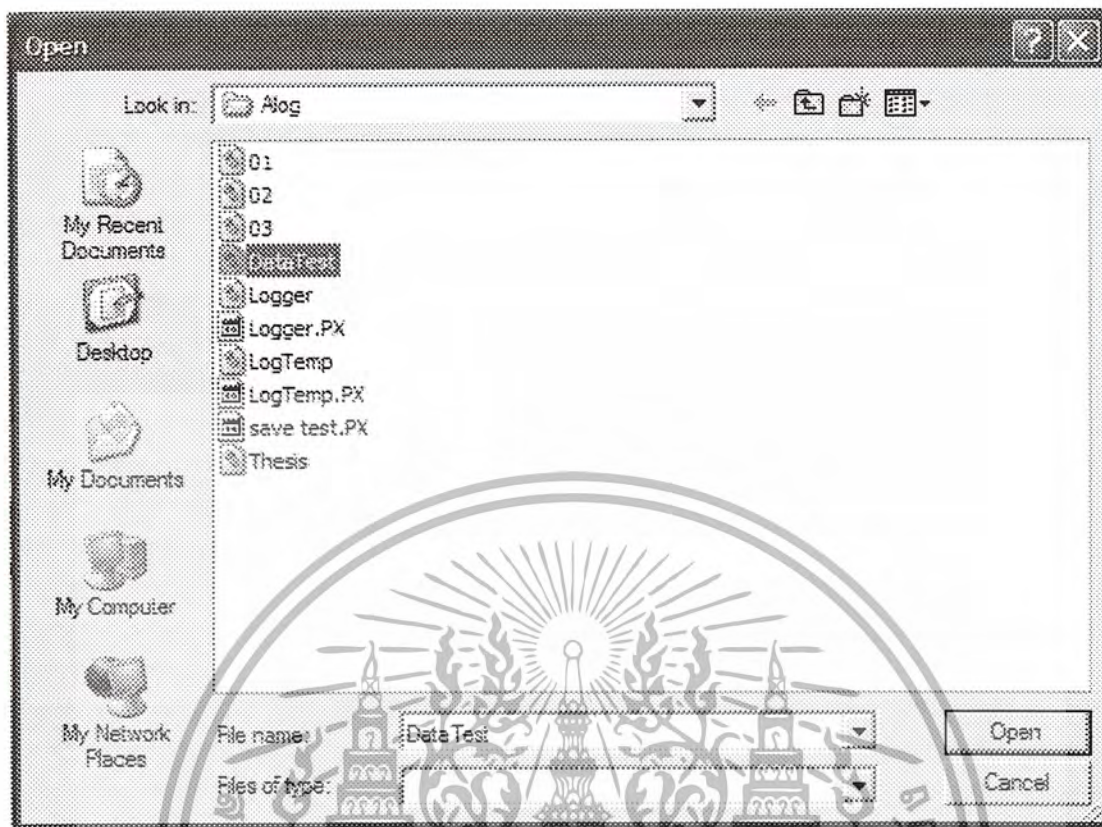 Open
Look in: Alog
01
02
03
DataTest
Logger
Logger.PX
LogTemp
LogTemp.PX
save test.PX
Thesis
My Recent
Documents
Desktop
My Documents
My Computer
My Network
Places
File name: DataTest
Open
Files of type:
Cancel